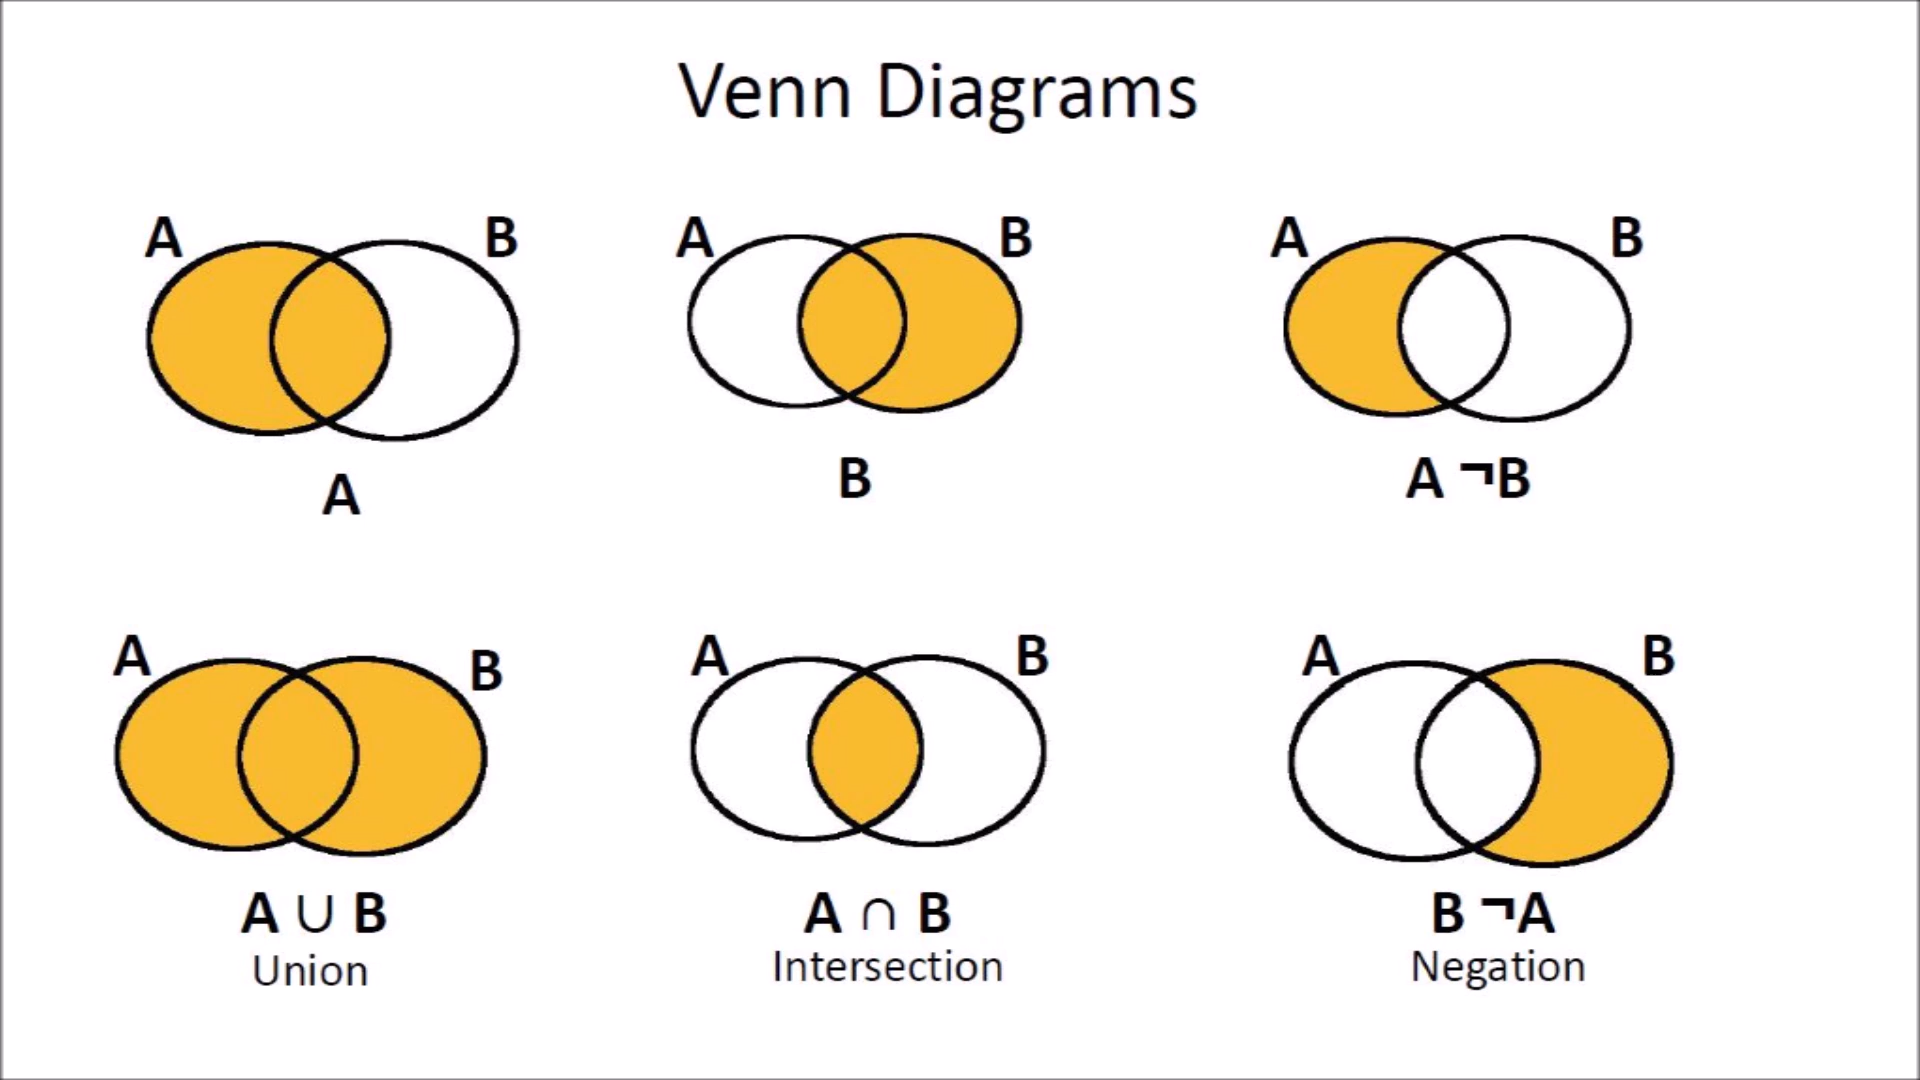 Venn Diagrams
A B
A
A B
B
A B
A ¬B
A B
A ∪ B
Union
A B
A ∩ B
Intersection
A B
B ¬A
Negation